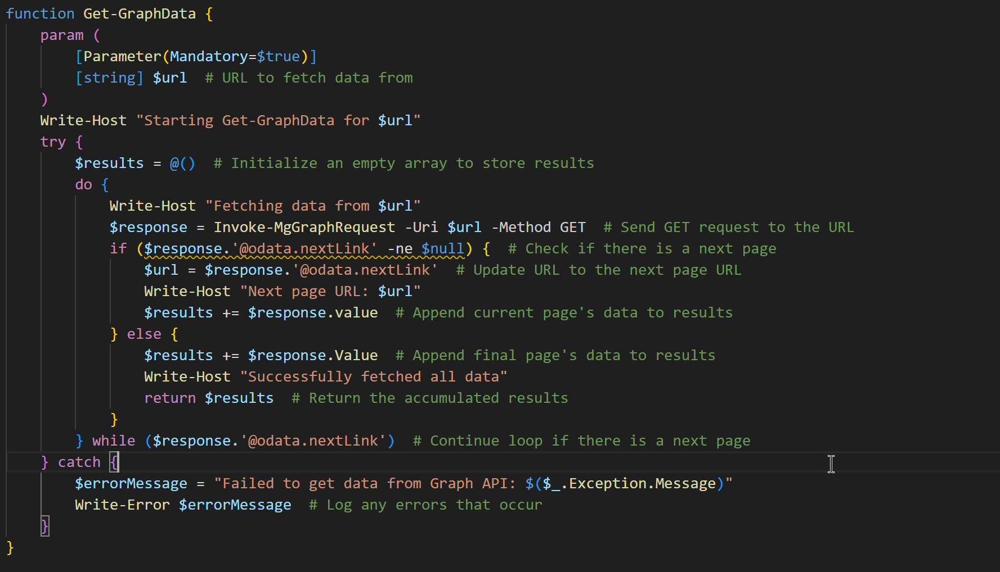 function Get-GraphData {
    param (
        [Parameter(Mandatory=$true)]
        [string] $url  # URL to fetch data from
    )
    Write-Host "Starting Get-GraphData for $url"
    try {
        $results = @()  # Initialize an empty array to store results
        do {
            Write-Host "Fetching data from $url"
            $response = Invoke-MgGraphRequest -Uri $url -Method GET  # Send GET request to the URL
            if ($response.'@odata.nextLink' -ne $null) {  # Check if there is a next page
                $url = $response.'@odata.nextLink'  # Update URL to the next page URL
                Write-Host "Next page URL: $url"
                $results += $response.value  # Append current page's data to results
            } else {
                $results += $response.Value  # Append final page's data to results
                Write-Host "Successfully fetched all data"
                return $results  # Return the accumulated results
            }
        } while ($response.'@odata.nextLink')  # Continue loop if there is a next page
    } catch {
        $errorMessage = "Failed to get data from Graph API: $($_.Exception.Message)"
        Write-Error $errorMessage  # Log any errors that occur
    }
}